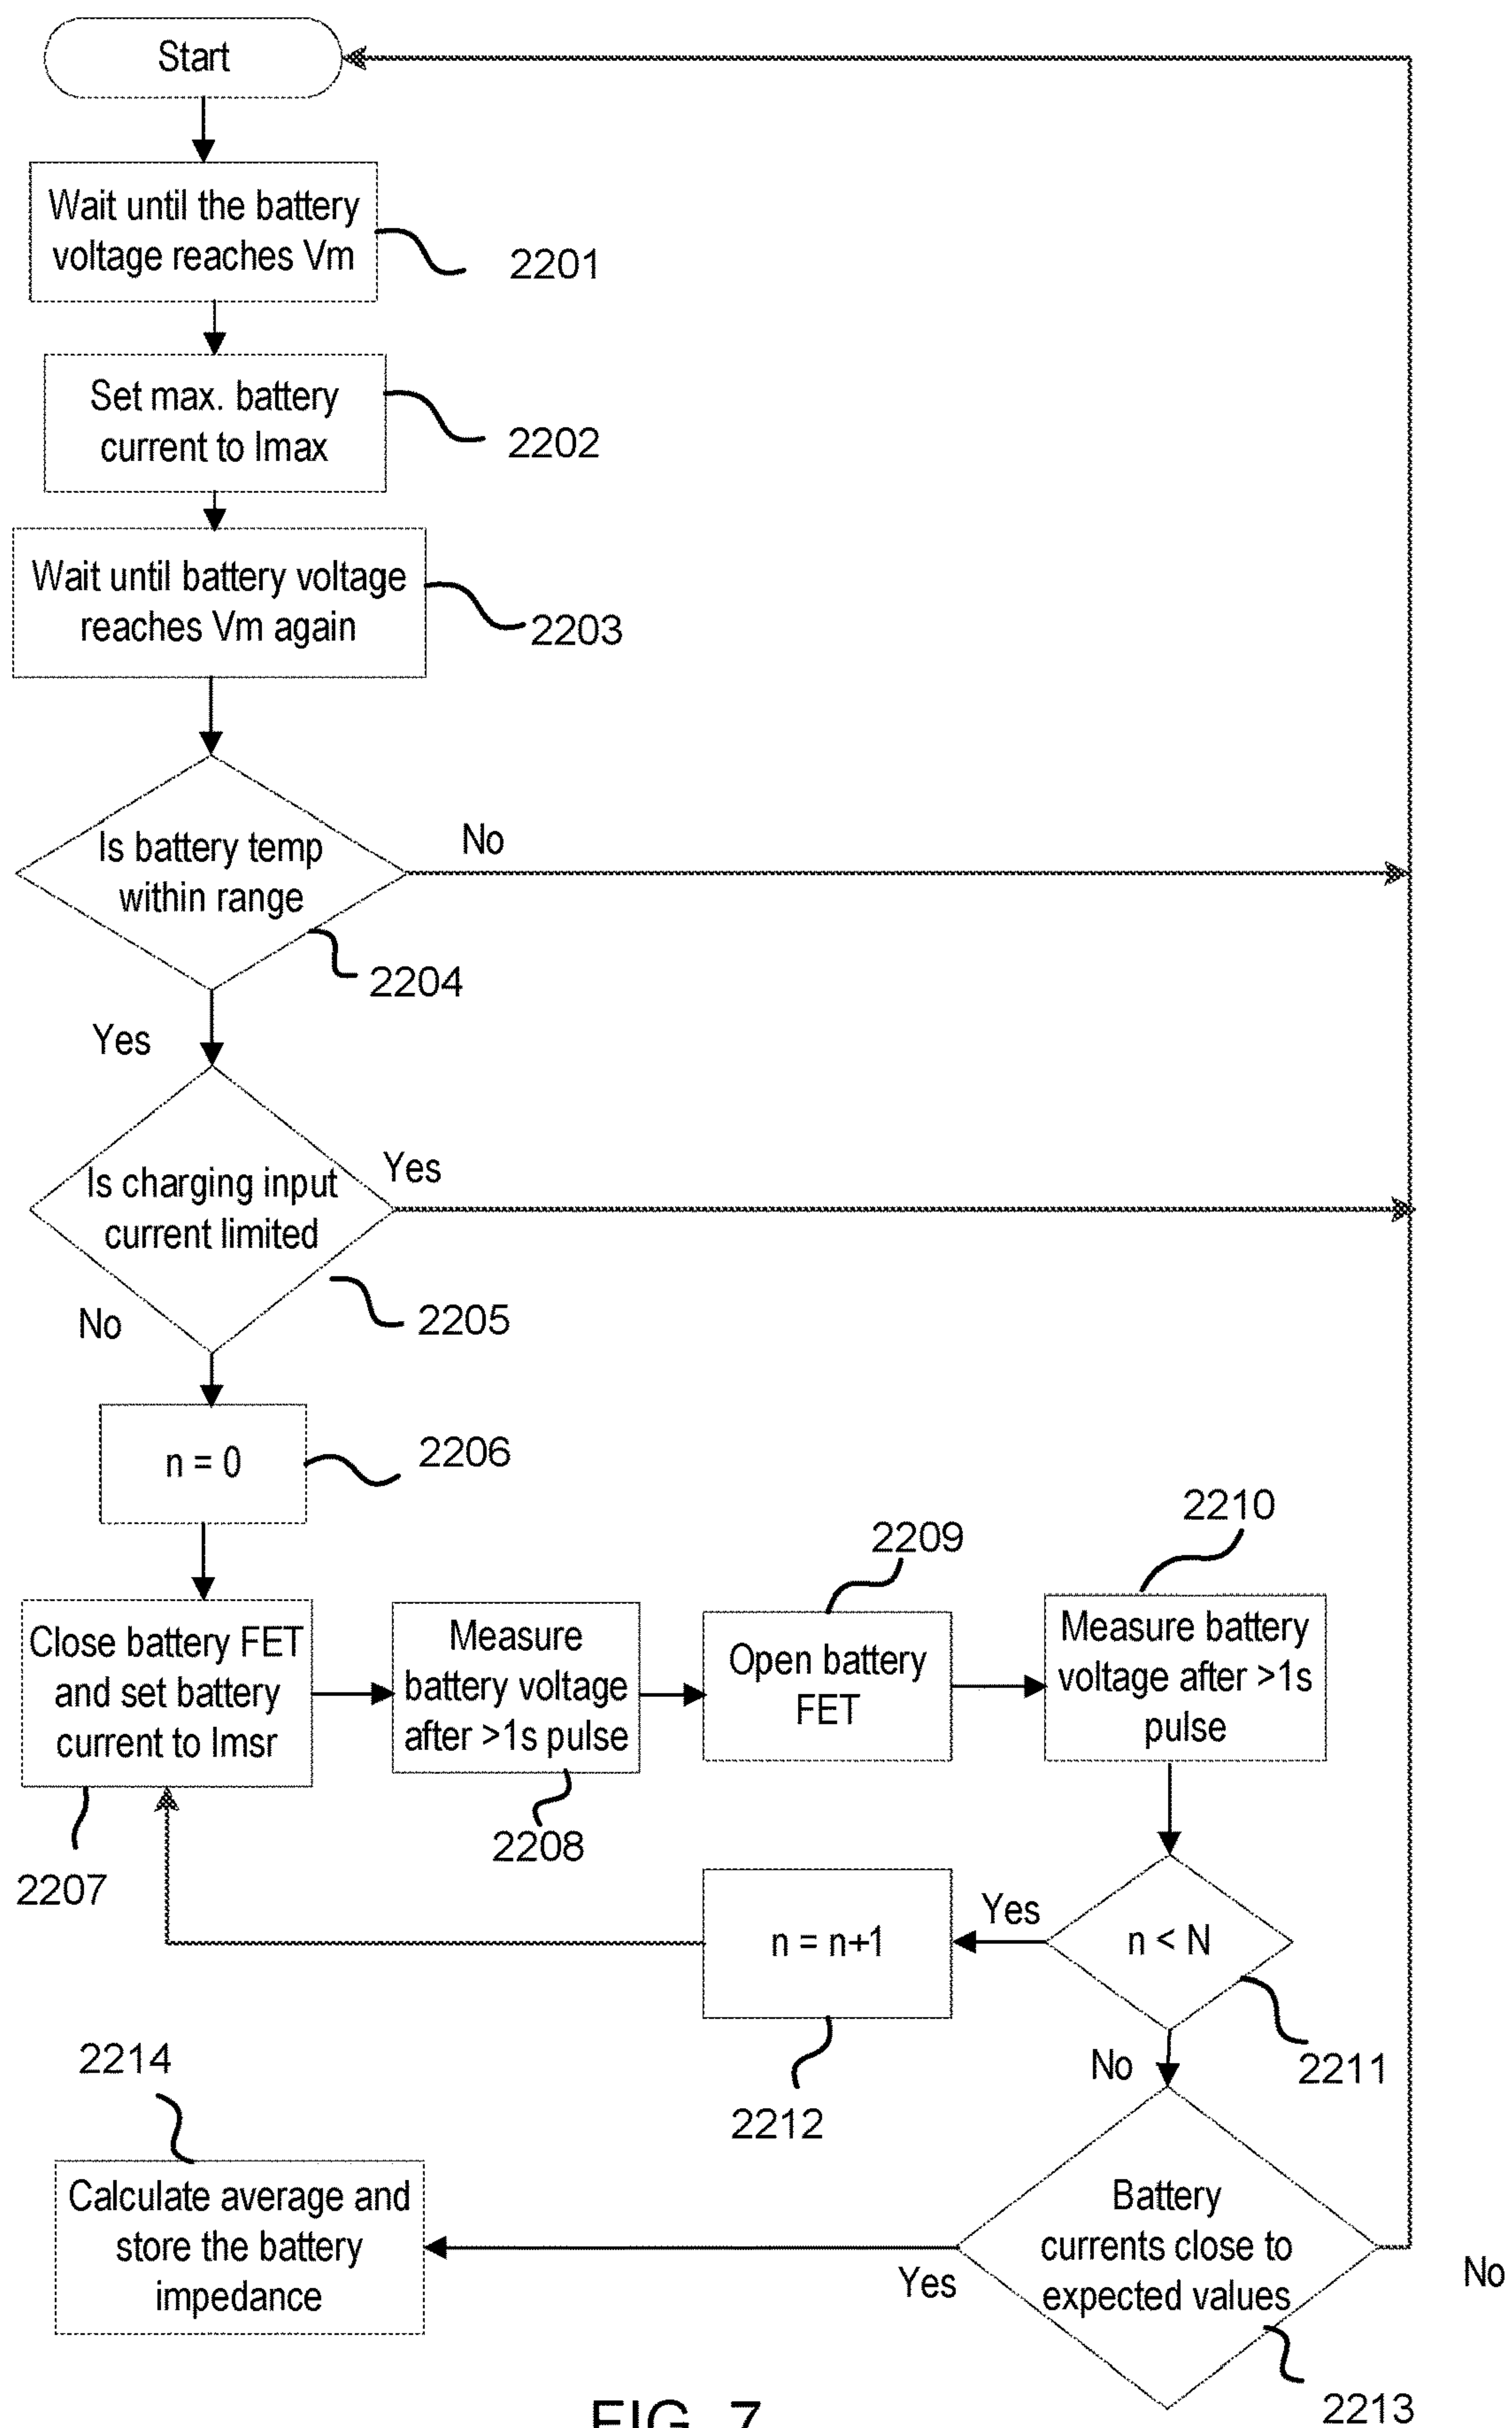 Start
Wait until the battery
voltage reaches Vm
2201
Set max. battery
current to Imax
2202
Wait until battery voltage
reaches Vm again
2203
Is battery temp
within range
No
2204
Yes
Is charging input
current limited
Yes
2205
No
n = 0
2206
Close battery FET
and set battery
current to Imsr
2207
Measure
battery voltage
after >1s pulse
2208
2209
Open battery
FET
2210
Measure battery
voltage after >1s
pulse
n < N
Yes
2211
n = n+1
2212
No
Battery
currents close to
expected values
No
Yes
2213
2214
Calculate average and
store the battery
impedance
FIG. 7